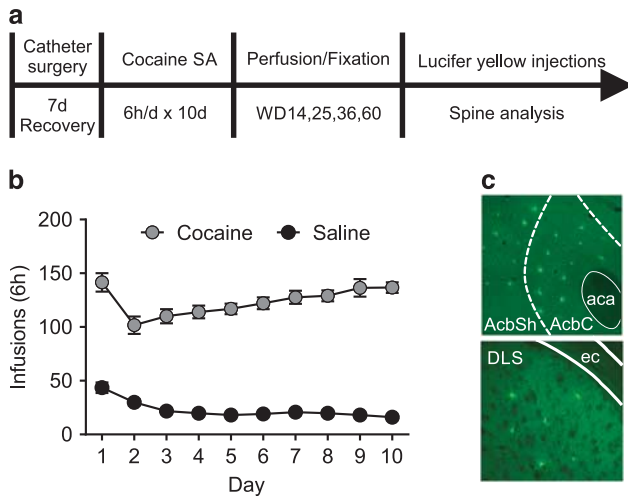 a
Catheter surgery
Cocaine SA
Perfusion/Fixation
Lucifer yellow injections
7d Recovery
6h/d x 10d
WD14,25,36,60
Spine analysis
b
200
150
100
50
0
Infusions (6h)
Cocaine
Saline
1 2 3 4 5 6 7 8 9 10
Day
c
AcbSh
AcbC
aca
DLS
ec